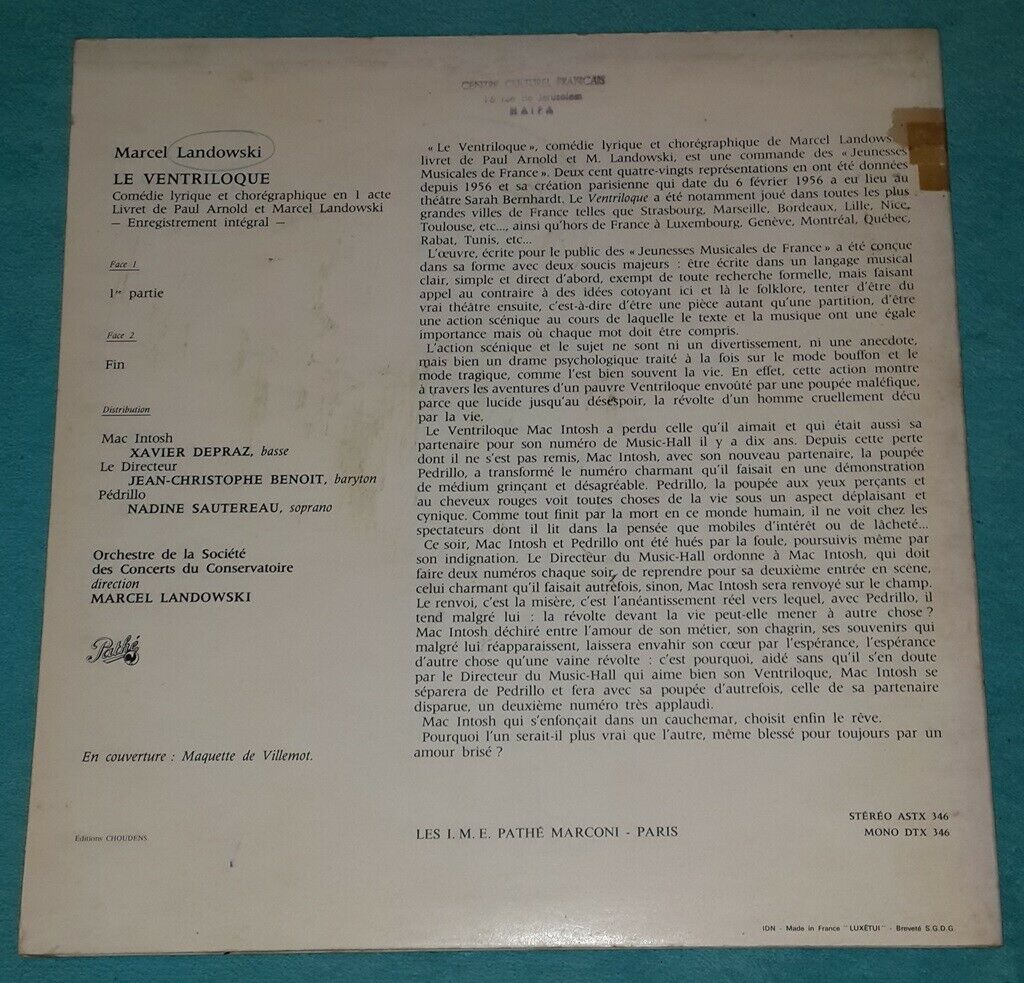 CENTRE CULTUREL FRANÇAIS
rue de Jerusalem
HAIFA
Marcel Landowski
LE VENTRILOQUE
Comédie lyrique et chorégraphique en 1 acte
Livret de Paul Arnold et Marcel Landowski
— Enregistrement intégral —
Face 1
1re partie
Face 2
Fin
Distribution
Mac Intosh
XAVIER DEPRAZ, basse
Le Directeur
JEAN-CHRISTOPHE BENOIT, baryton
Pédrillo
NADINE SAUTEREAU, soprano
Orchestre de la Société
des Concerts du Conservatoire
direction
MARCEL LANDOWSKI
Pathé
En couverture : Maquette de Villemot.
Éditions CHOUDENS
« Le Ventriloque », comédie lyrique et chorégraphique de Marcel Landows
livret de Paul Arnold et M. Landowski, est une commande des « Jeunesses
Musicales de France ». Deux cent quatre-vingts représentations en ont été données
depuis 1956 et sa création parisienne qui date du 6 février 1956 a eu lieu au
théâtre Sarah Bernhardt. Le Ventriloque a été notamment joué dans toutes les plus
grandes villes de France telles que Strasbourg, Marseille, Bordeaux, Lille, Nice,
Toulouse, etc..., ainsi qu'hors de France à Luxembourg, Genève, Montréal, Québec,
Rabat, Tunis, etc...
L'œuvre, écrite pour le public des « Jeunesses Musicales de France » a été conçue
dans sa forme avec deux soucis majeurs : être écrite dans un langage musical
clair, simple et direct d'abord, exempt de toute recherche formelle, mais faisant
appel au contraire à des idées cotoyant ici et là le folklore, tenter d'être du
vrai théâtre ensuite, c'est-à-dire d'être une pièce autant qu'une partition, d'être
une action scénique au cours de laquelle le texte et la musique ont une égale
importance mais où chaque mot doit être compris.
L'action scénique et le sujet ne sont ni un divertissement, ni une anecdote,
mais bien un drame psychologique traité à la fois sur le mode bouffon et le
mode tragique, comme l'est bien souvent la vie. En effet, cette action montre
à travers les aventures d'un pauvre Ventriloque envoûté par une poupée maléfique,
parce que lucide jusqu'au désespoir, la révolte d'un homme cruellement déçu
par la vie.
Le Ventriloque Mac Intosh a perdu celle qu'il aimait et qui était aussi sa
partenaire pour son numéro de Music-Hall il y a dix ans. Depuis cette perte
dont il ne s'est pas remis, Mac Intosh, avec son nouveau partenaire, la poupée
Pedrillo, a transformé le numéro charmant qu'il faisait en une démonstration
de médium grinçant et désagréable. Pedrillo, la poupée aux yeux perçants et
au cheveux rouges voit toutes choses de la vie sous un aspect déplaisant et
cynique. Comme tout finit par la mort en ce monde humain, il ne voit chez les
spectateurs dont il lit dans la pensée que mobiles d'intérêt ou de lâcheté...
Ce soir, Mac Intosh et Pedrillo ont été hués par la foule, poursuivis même par
son indignation. Le Directeur du Music-Hall ordonne à Mac Intosh, qui doit
faire deux numéros chaque soir, de reprendre pour sa deuxième entrée en scène,
celui charmant qu'il faisait autrefois, sinon, Mac Intosh sera renvoyé sur le champ.
Le renvoi, c'est la misère, c'est l'anéantissement réel vers lequel, avec Pedrillo, il
tend malgré lui : la révolte devant la vie peut-elle mener à autre chose ?
Mac Intosh déchiré entre l'amour de son métier, son chagrin, ses souvenirs qui
malgré lui réapparaissent, laissera envahir son cœur par l'espérance, l'espérance
d'autre chose qu'une vaine révolte : c'est pourquoi, aidé sans qu'il s'en doute
par le Directeur du Music-Hall qui aime bien son Ventriloque, Mac Intosh se
séparera de Pedrillo et fera avec sa poupée d'autrefois, celle de sa partenaire
disparue, un deuxième numéro très applaudi.
Mac Intosh qui s'enfonçait dans un cauchemar, choisit enfin le rêve.
Pourquoi l'un serait-il plus vrai que l'autre, même blessé pour toujours par un
amour brisé ?
LES I. M. E. PATHÉ MARCONI - PARIS
STÉRÉO ASTX 346
MONO DTX 346
IDN - Made in France "LUXÉTUI" - Breveté S.G.D.G.